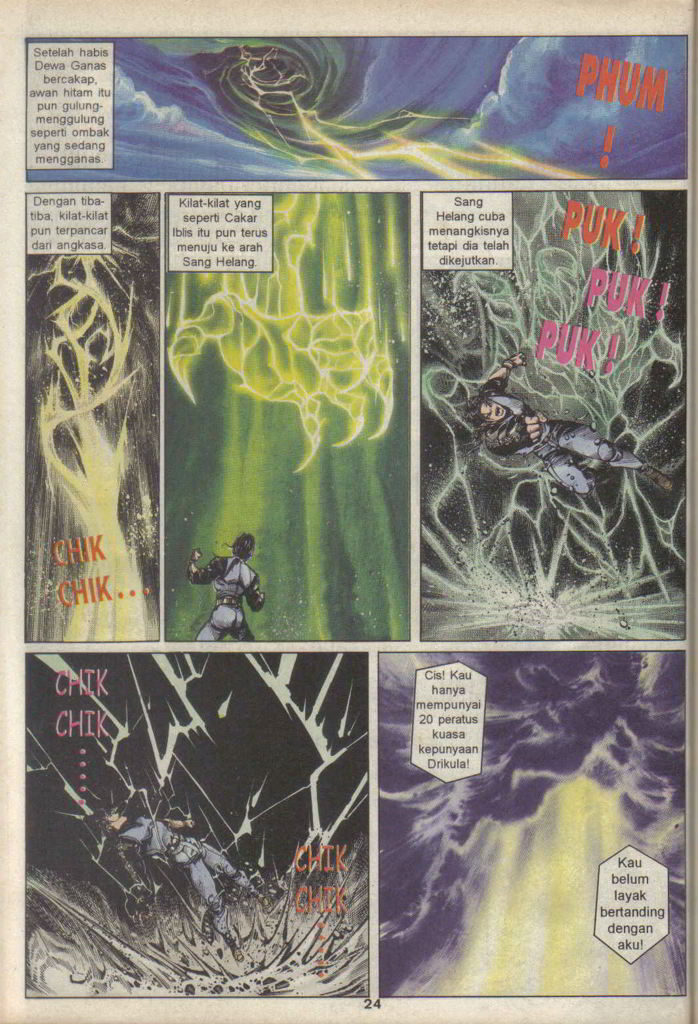 Setelah habis
Dewa Ganas
bercakap,
awan hitam itu
pun gulung-
menggulung
seperti ombak
yang sedang
mengganas.
PHUM
!
Dengan tiba-
tiba, kilat-kilat
pun terpancar
dari angkasa.
CHIK
CHIK...
Kilat-kilat yang
seperti Cakar
Iblis itu pun terus
menuju ke arah
Sang Helang.
Sang
Helang cuba
menangkisnya
tetapi dia telah
dikejutkan.
PUK!
PUK!
PUK!
CHIK
CHIK
.....
CHIK
CHIK
....
Cis! Kau
hanya
mempunyai
20 peratus
kuasa
kepunyaan
Drikula!
Kau
belum
layak
bertanding
dengan
aku!
24